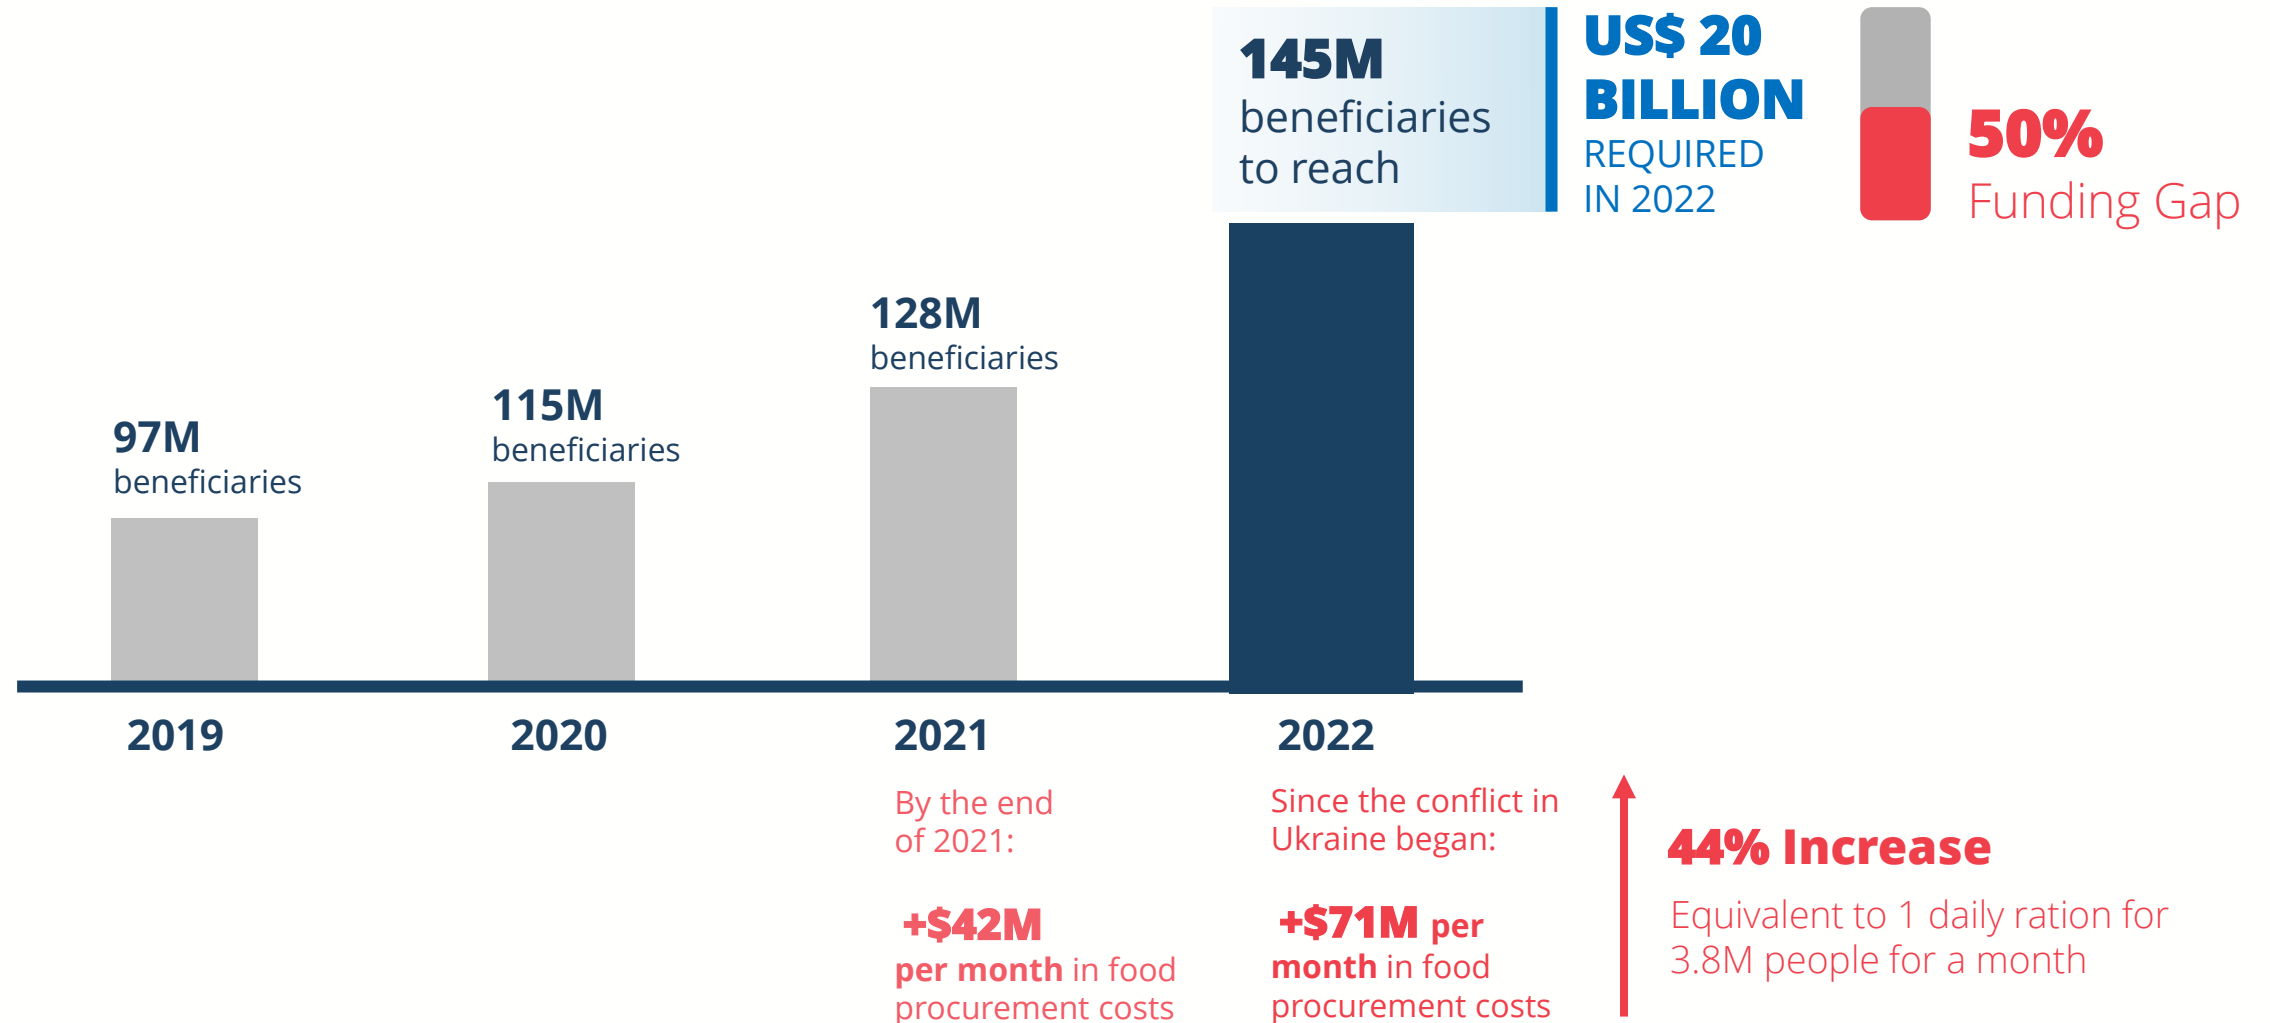 145M
beneficiaries
to reach
US$ 20
BILLION
REQUIRED
IN 2022
50%
Funding Gap
128M
beneficiaries
115M
beneficiaries
97M
beneficiaries
2019
2020
2021
2022
By the end
of 2021:
+$42M
per month in food
procurement costs
Since the conflict in
Ukraine began:
+$71M per
month in food
procurement costs
44% Increase
Equivalent to 1 daily ration for
3.8M people for a month